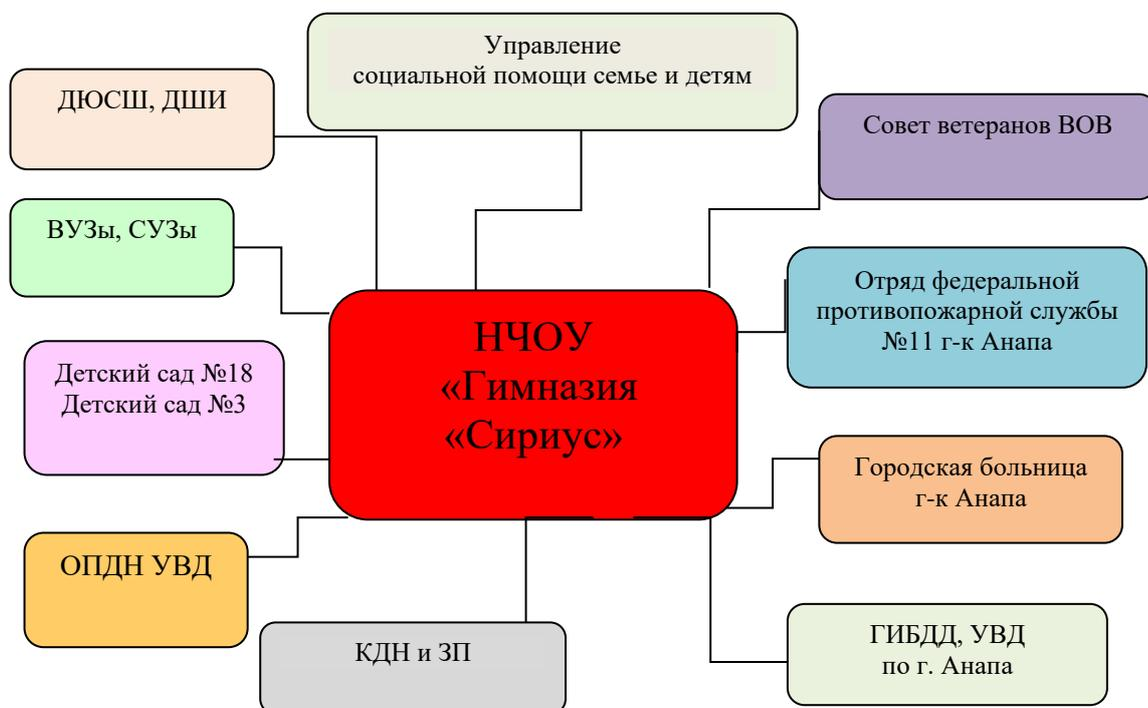 Управление
социальной помощи семье и детям
ДЮСШ, ДШИ
Совет ветеранов ВОВ
ВУЗы, СУЗы
Отряд федеральной
противопожарной службы
№11 г-к Анапа
НЧОУ
«Гимназия
«Сириус»
Детский сад №18
Детский сад №3
Городская больница
г-к Анапа
ОПДН УВД
КДН и ЗП
ГИБДД, УВД
по г. Анапа